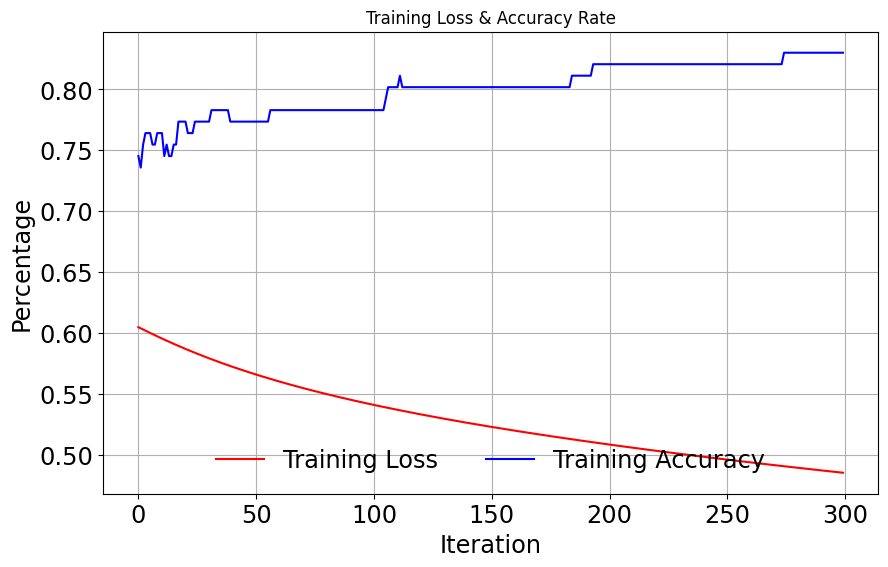 Training Loss & Accuracy Rate
Percentage
0.80
0.75
0.70
0.65
0.60
0.55
0.50
Training Loss Training Accuracy
0 50 100 150 200 250 300
Iteration